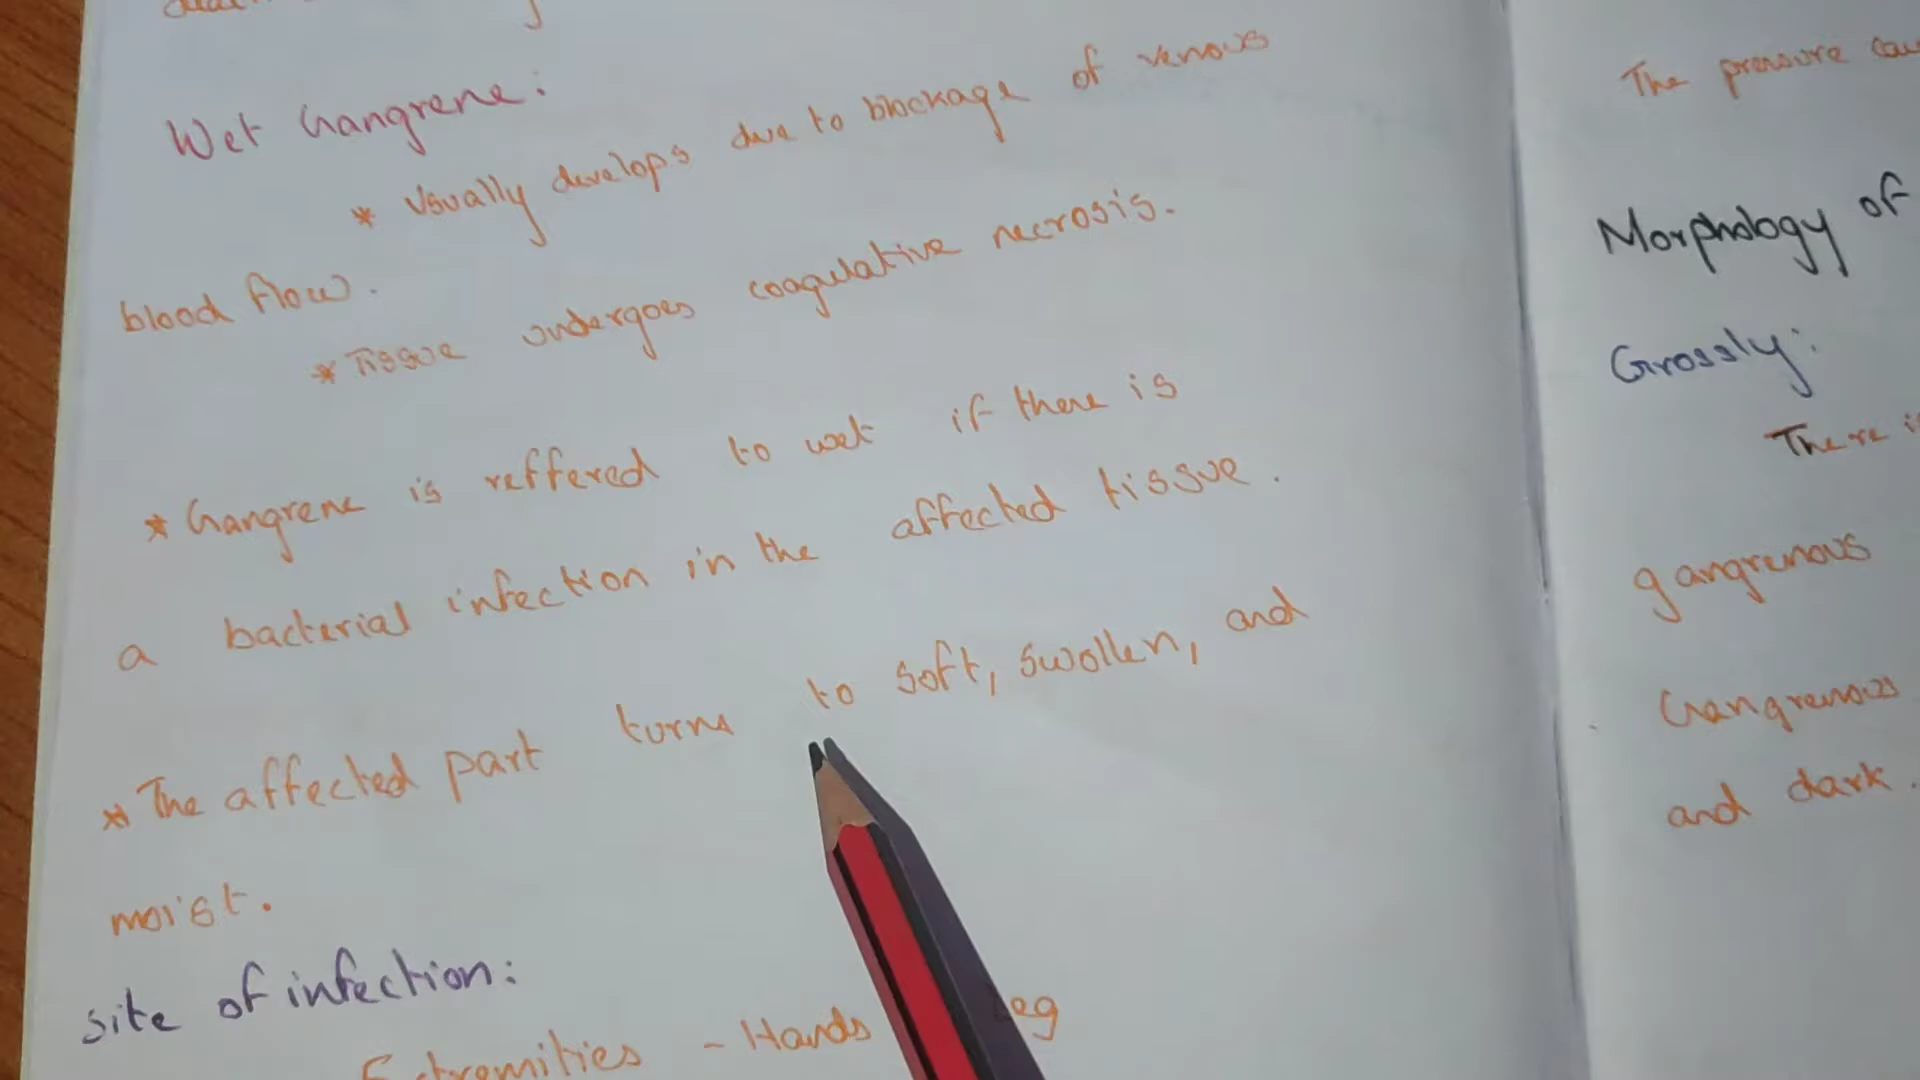 Wet Gangrene:
* Usually develops due to blockage of venous
blood flow.
* Tissue undergoes coagulative necrosis.
* Gangrene is reffered to wet if there is
a bacterial infection in the affected tissue.
* The affected part turns to soft, swollen, and
moist.
site of infection:
Extremities - Hands leg
The pressure
Morphology of
Grossly:
There
gangrenous
Gangrenous
and dark.